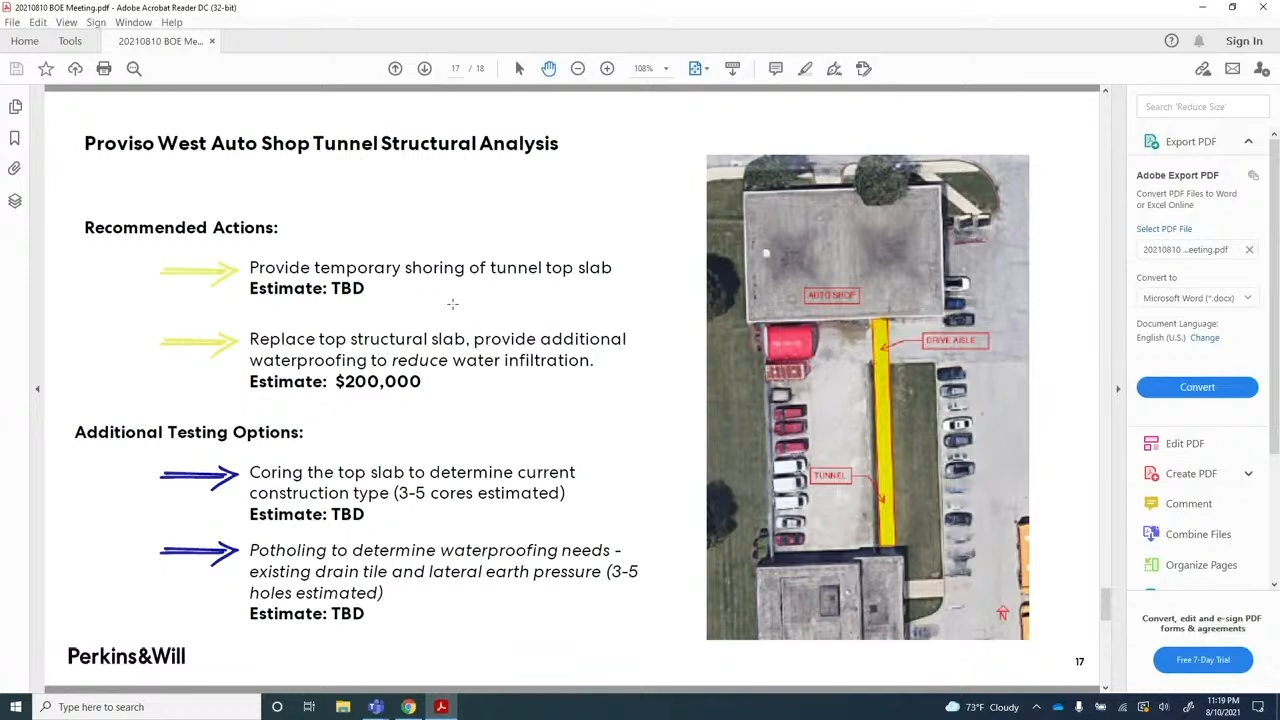 20210810 BOE Meeting.pdf - Adobe Acrobat Reader DC (32-bit)
File Edit View Sign Window Help
Home Tools 20210810 BOE Me... ×
Sign In
17 / 18
108%
Proviso West Auto Shop Tunnel Structural Analysis
Recommended Actions:
Provide temporary shoring of tunnel top slab
Estimate: TBD
Replace top structural slab, provide additional
waterproofing to reduce water infiltration.
Estimate: $200,000
Additional Testing Options:
Coring the top slab to determine current
construction type (3-5 cores estimated)
Estimate: TBD
Potholing to determine waterproofing needs -
existing drain tile and lateral earth pressure (3-5
holes estimated)
Estimate: TBD
Perkins&Will
AUTO SHOP
DRIVE AISLE
TUNNEL
N
17
Search 'Reduce Size'
Export PDF
Adobe Export PDF
Convert PDF Files to Word
or Excel Online
Select PDF File
20210810 ...eeting.pdf
Convert to
Microsoft Word (*.docx)
Document Language:
English (U.S.) Change
Convert
Edit PDF
Create PDF
Comment
Combine Files
Organize Pages
Convert, edit and e-sign PDF
forms & agreements
Free 7-Day Trial
Type here to search
73°F Cloudy
11:19 PM
8/10/2021